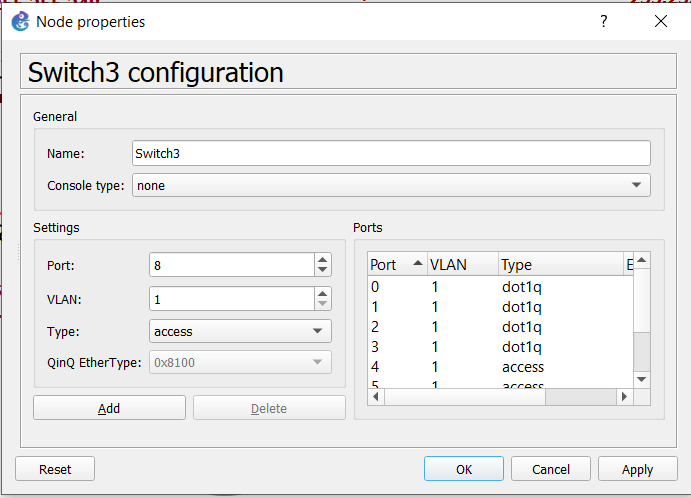 Node properties
Switch3 configuration
General
Name: Switch3
Console type: none
Settings
Port: 8
VLAN: 1
Type: access
QinQ EtherType: 0x8100
Add Delete
Ports
Port VLAN Type E
0 1 dot1q
1 1 dot1q
2 1 dot1q
3 1 dot1q
4 1 access
5 1 access
Reset OK Cancel Apply